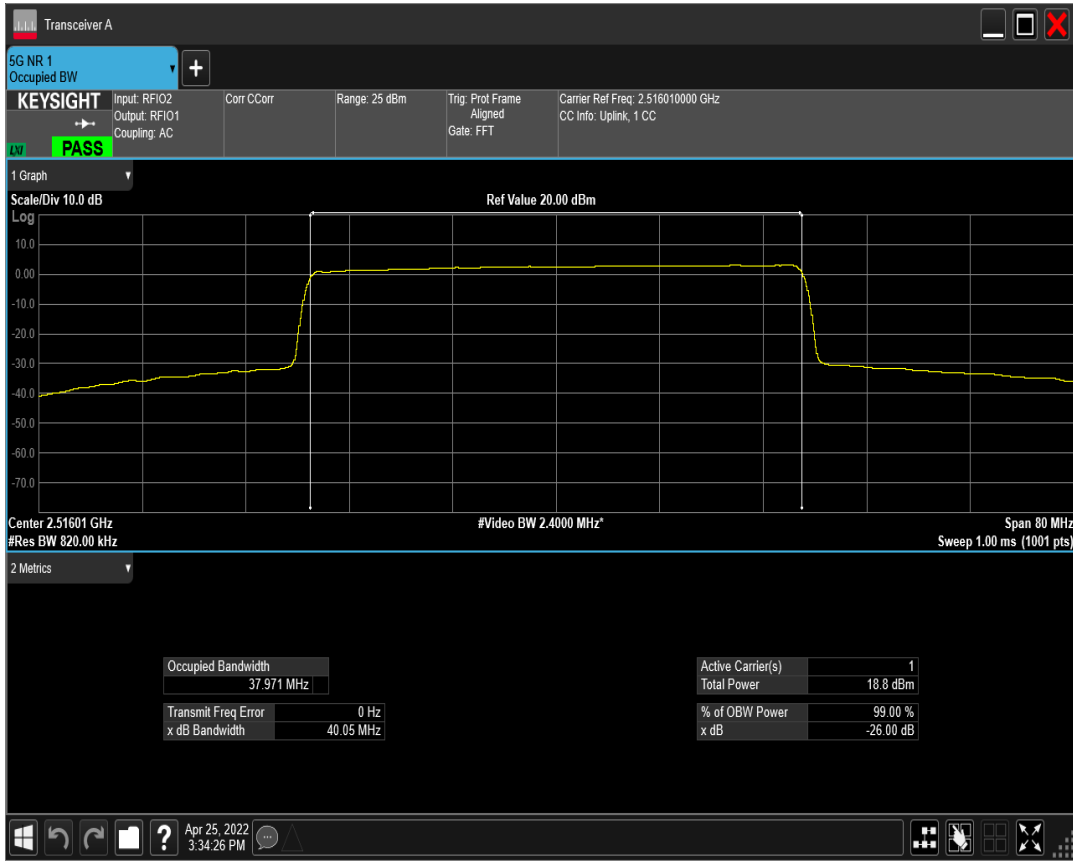 Transceiver A
5G NR 1
Occupied BW
KEYSIGHT
LXI
PASS
Input: RFIO2
Output: RFIO1
Coupling: AC
Corr CCorr
Range: 25 dBm
Trig: Prot Frame
Aligned
Gate: FFT
Carrier Ref Freq: 2.516010000 GHz
CC Info: Uplink, 1 CC
1 Graph
Scale/Div 10.0 dB
Ref Value 20.00 dBm
Log
10.0
0.00
-10.0
-20.0
-30.0
-40.0
-50.0
-60.0
-70.0
Center 2.51601 GHz
#Video BW 2.4000 MHz*
Span 80 MHz
#Res BW 820.00 kHz
Sweep 1.00 ms (1001 pts)
2 Metrics
Occupied Bandwidth
37.971 MHz
Transmit Freq Error 0 Hz
x dB Bandwidth 40.05 MHz
Active Carrier(s) 1
Total Power 18.8 dBm
% of OBW Power 99.00 %
x dB -26.00 dB
?
Apr 25, 2022
3:34:26 PM